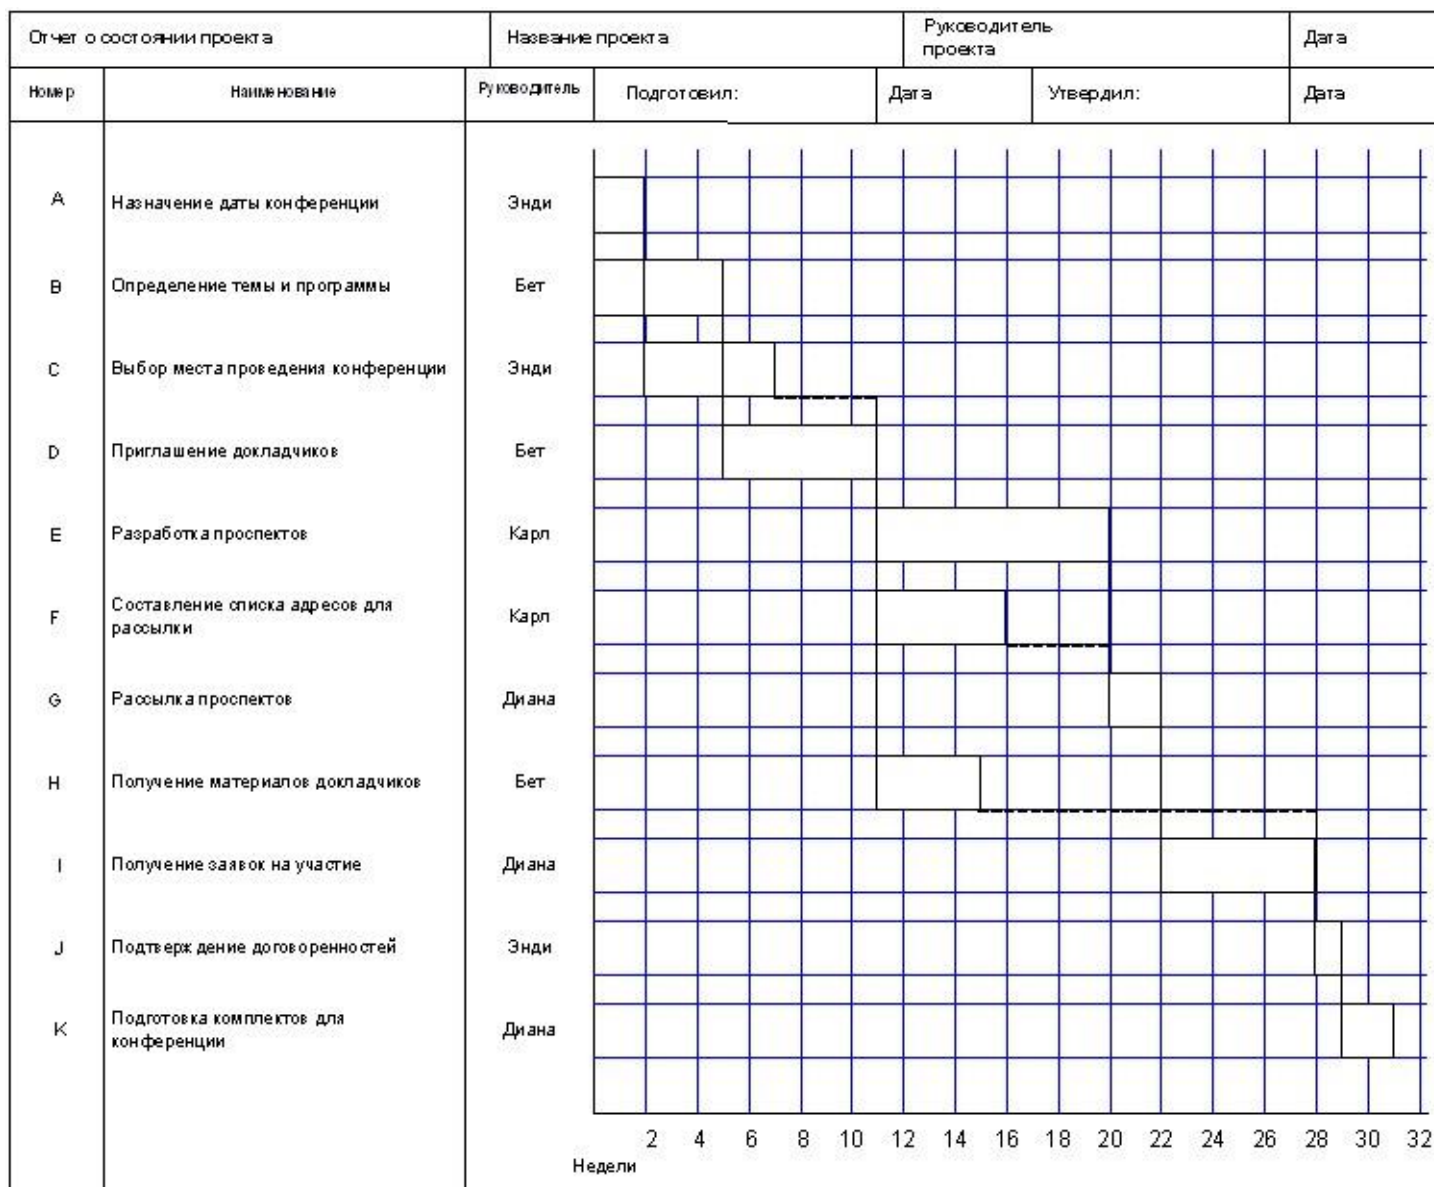 Отчет о состоянии проекта
Название проекта
Руководитель
проекта
Дата
Номер
Наименование
Руководитель
Подготовил:
Дата
Утвердил:
Дата
A
Назначение даты конференции
Энди
B
Определение темы и программы
Бет
C
Выбор места проведения конференции
Энди
D
Приглашение докладчиков
Бет
E
Разработка проспектов
Карл
F
Составление списка адресов для
рассылки
Карл
G
Рассылка проспектов
Диана
H
Получение материалов докладчиков
Бет
I
Получение заявок на участие
Диана
J
Подтверждение договоренностей
Энди
K
Подготовка комплектов для
конференции
Диана
2 4 6 8 10 12 14 16 18 20 22 24 26 28 30 32
Недели